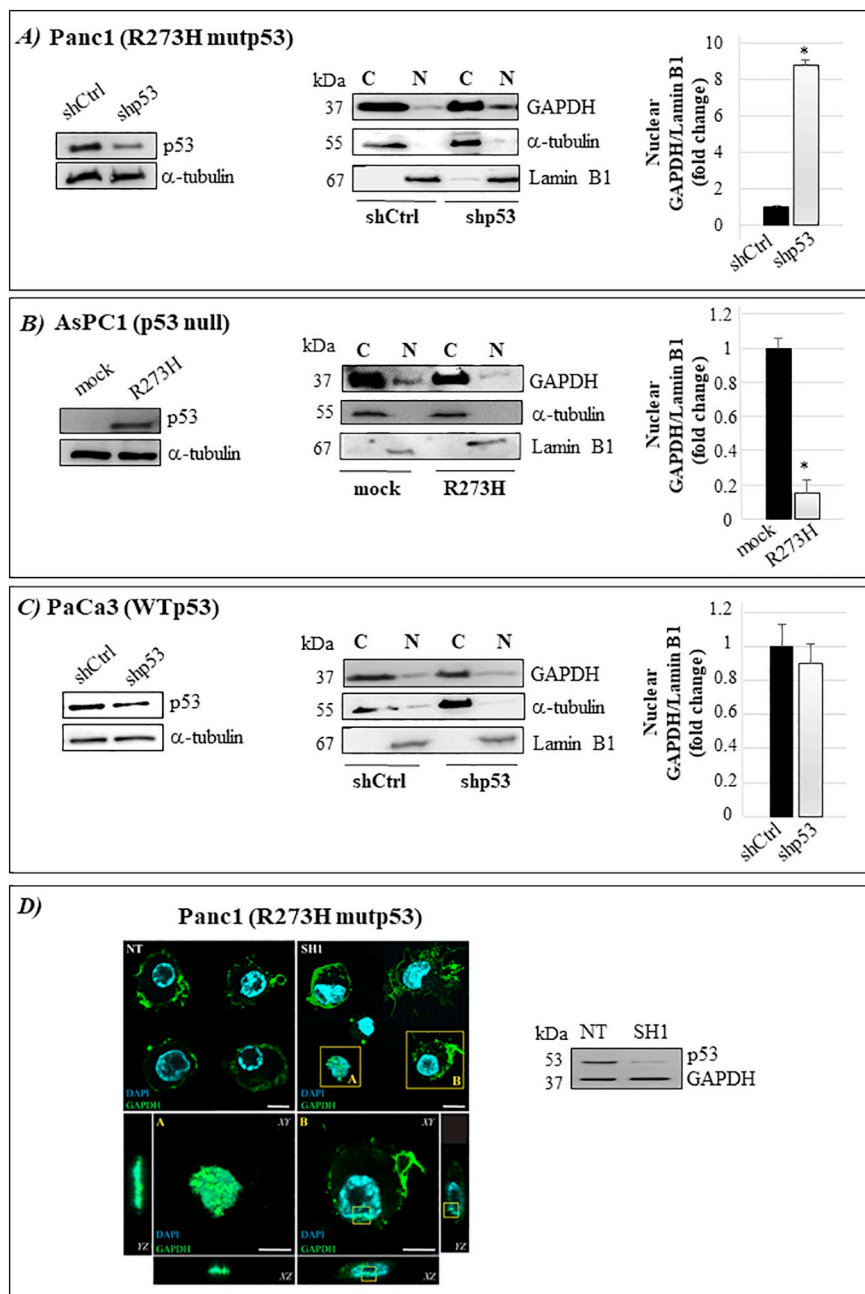 A) Panc1 (R273H mutp53)
shCtrl shp53
p53
α-tubulin
kDa C N C N
37 GAPDH
55 α-tubulin
67 Lamin B1
shCtrl shp53
Nuclear
GAPDH/Lamin B1
(fold change)
10
8
6
4
2
0
*
shCtrl shp53
B) AsPC1 (p53 null)
mock R273H
p53
α-tubulin
kDa C N C N
37 GAPDH
55 α-tubulin
67 Lamin B1
mock R273H
Nuclear
GAPDH/Lamin B1
(fold change)
1.2
1
0.8
0.6
0.4
0.2
0
*
mock R273H
C) PaCa3 (WTp53)
shCtrl shp53
p53
α-tubulin
kDa C N C N
37 GAPDH
55 α-tubulin
67 Lamin B1
shCtrl shp53
Nuclear
GAPDH/Lamin B1
(fold change)
1.2
1
0.8
0.6
0.4
0.2
0
shCtrl shp53
D)
Panc1 (R273H mutp53)
NT SH1
A B
DAPI DAPI
GAPDH GAPDH
A XY B XY
DAPI DAPI
GAPDH GAPDH
YZ YZ
XZ XZ
kDa NT SH1
53 p53
37 GAPDH